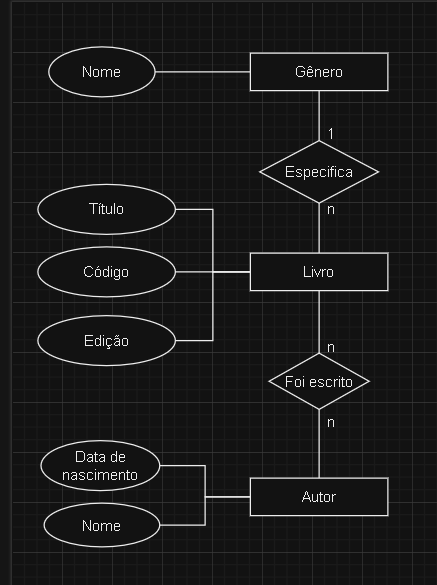 Nome
Gênero
1
Especifica
n
Título
Código
Livro
Edição
n
Foi escrito
n
Data de
nascimento
Autor
Nome